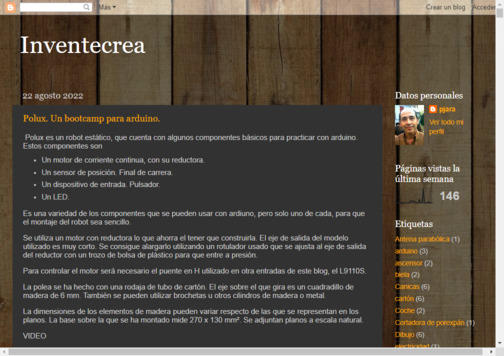 Más
Crear un blog Acceder
Inventecrea
22 agosto 2022
Polux. Un bootcamp para arduino.
Polux es un robot estático, que cuenta con algunos componentes básicos para practicar con arduino.
Estos componentes son
Un motor de corriente continua, con su reductora.
Un sensor de posición. Final de carrera.
Un dispositivo de entrada. Pulsador.
Un LED.
Es una variedad de los componentes que se pueden usar con ardiuno, pero solo uno de cada, para que
el montaje del robot sea sencillo.
Se utiliza un motor con reductora lo que ahorra el tener que construirla. El eje de salida del modelo
utilizado es muy corto. Se consigue alargarlo utilizando un rotulador usado que se ajusta al eje de salida
del reductor con un trozo de bolsa de plástico para que entre a presión.
Para controlar el motor será necesario el puente en H utilizado en otra entradas de este blog, el L9110S.
La polea se ha hecho con una rodaja de tubo de cartón. El eje sobre el que gira es un cuadradillo de
madera de 6 mm. También se pueden utilizar brochetas u otros cilindros de madera o metal.
La dimensiones de los elementos de madera pueden variar respecto de las que se representan en los
planos. La base sobre la que se ha montado mide 270 x 130 mm². Se adjuntan planos a escala natural.
VIDEO
Datos personales
pjara
Ver todo mi
perfil
Páginas vistas la
última semana
146
Etiquetas
Antena parabólica (1)
arduino (3)
ascensor (2)
biela (2)
Canicas (6)
cartón (6)
Coche (2)
Cortadora de porexpán (1)
Dibujo (6)
electricidad (1)